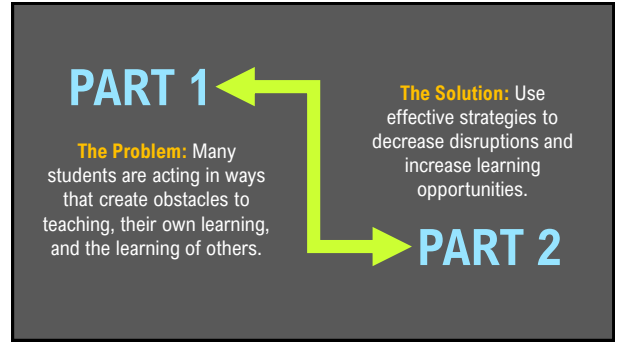 PART 1
The Problem: Many
students are acting in ways
that create obstacles to
teaching, their own learning,
and the learning of others.
The Solution: Use
effective strategies to
decrease disruptions and
increase learning
opportunities.
PART 2